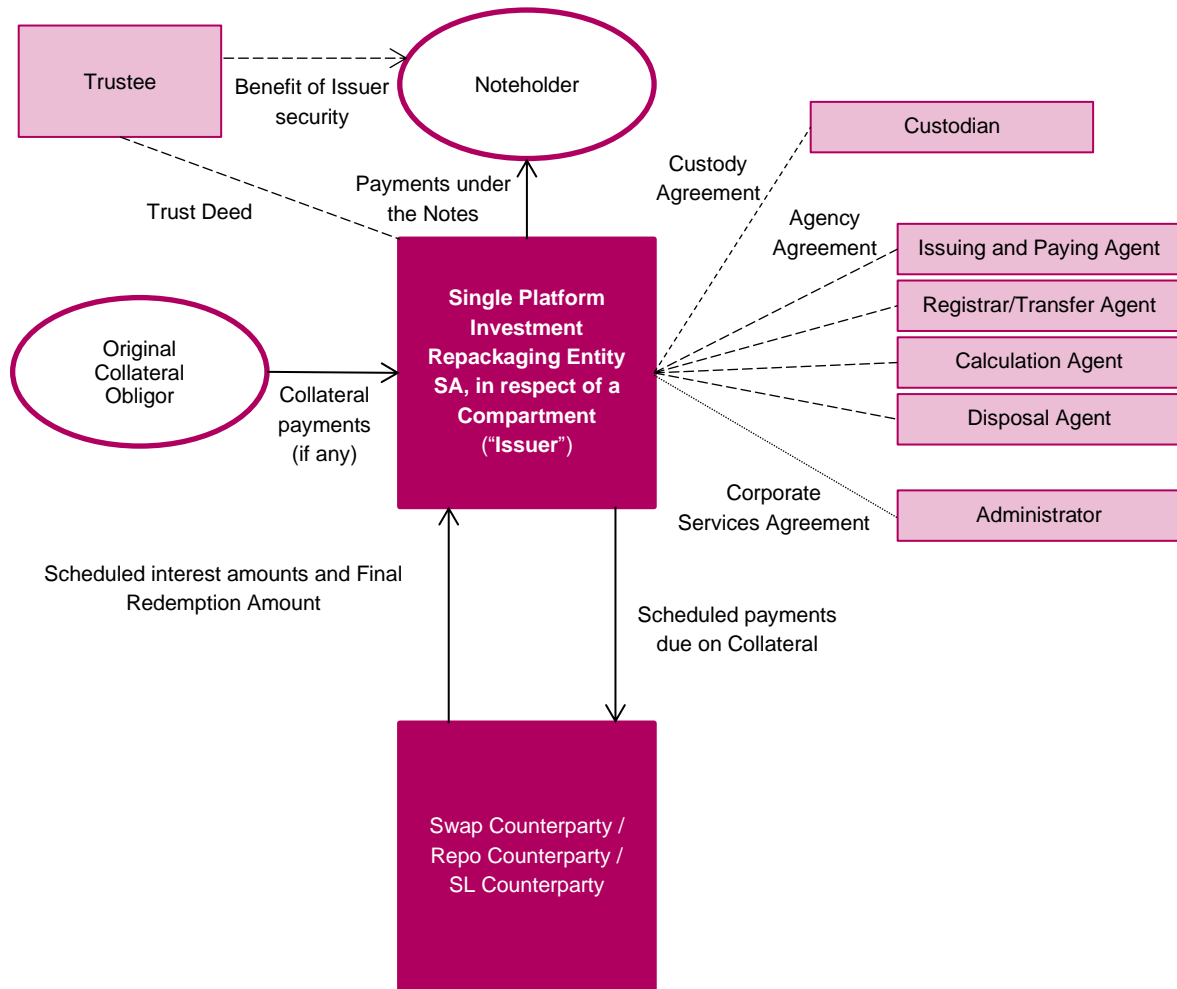 Trustee
Benefit of Issuer
security
Noteholder
Custodian
Custody
Agreement
Payments under
the Notes
Trust Deed
Agency
Agreement
Issuing and Paying Agent
Registrar/Transfer Agent
Calculation Agent
Disposal Agent
Single Platform
Investment
Repackaging Entity
SA, in respect of a
Compartment
(“Issuer”)
Original
Collateral
Obligor
Collateral
payments
(if any)
Corporate
Services Agreement
Administrator
Scheduled interest amounts and Final
Redemption Amount
Scheduled payments
due on Collateral
Swap Counterparty /
Repo Counterparty /
SL Counterparty